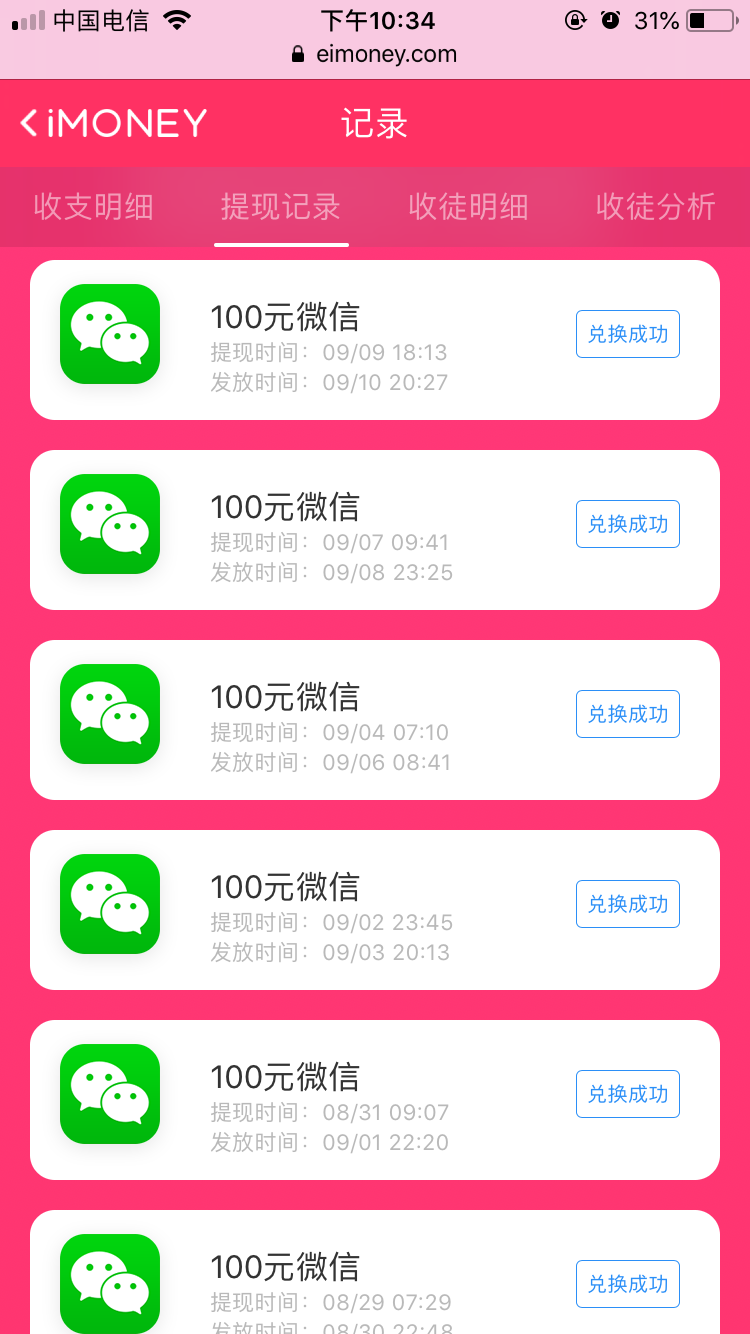 中国电信 下午10:34 31%
eimoney.com
iMONEY 记录
收支明细 提现记录 收徒明细 收徒分析
100元微信
提现时间：09/09 18:13
发放时间：09/10 20:27
兑换成功
100元微信
提现时间：09/07 09:41
发放时间：09/08 23:25
兑换成功
100元微信
提现时间：09/04 07:10
发放时间：09/06 08:41
兑换成功
100元微信
提现时间：09/02 23:45
发放时间：09/03 20:13
兑换成功
100元微信
提现时间：08/31 09:07
发放时间：09/01 22:20
兑换成功
100元微信
提现时间：08/29 07:29
发放时间：08/30 22:48
兑换成功